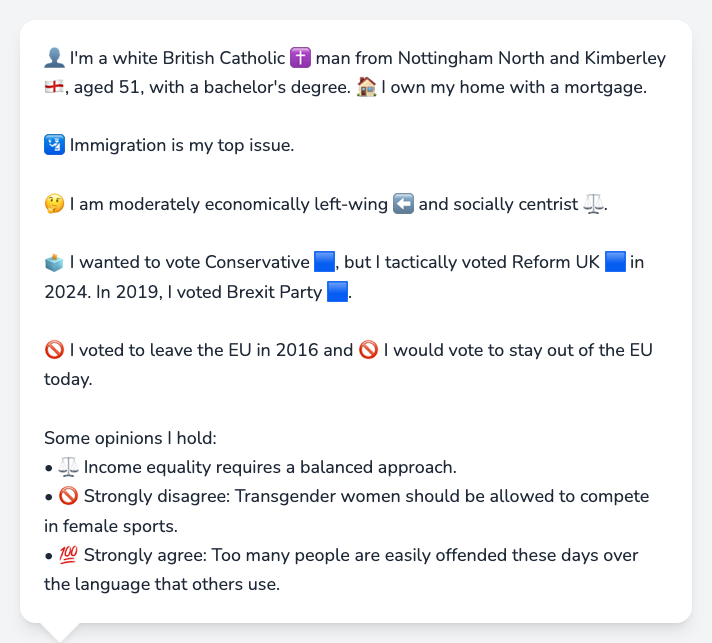 👤 I'm a white British Catholic ✝️ man from Nottingham North and Kimberley
🏴󠁧󠁢󠁥󠁮󠁧󠁿, aged 51, with a bachelor's degree. 🏠 I own my home with a mortgage.
🛂 Immigration is my top issue.
🤔 I am moderately economically left-wing ⬅️ and socially centrist ⚖️.
🗳️ I wanted to vote Conservative 🟦, but I tactically voted Reform UK 🟦 in
2024. In 2019, I voted Brexit Party 🟦.
🚫 I voted to leave the EU in 2016 and 🚫 I would vote to stay out of the EU
today.
Some opinions I hold:
• ⚖️ Income equality requires a balanced approach.
• 🚫 Strongly disagree: Transgender women should be allowed to compete
in female sports.
• 💯 Strongly agree: Too many people are easily offended these days over
the language that others use.